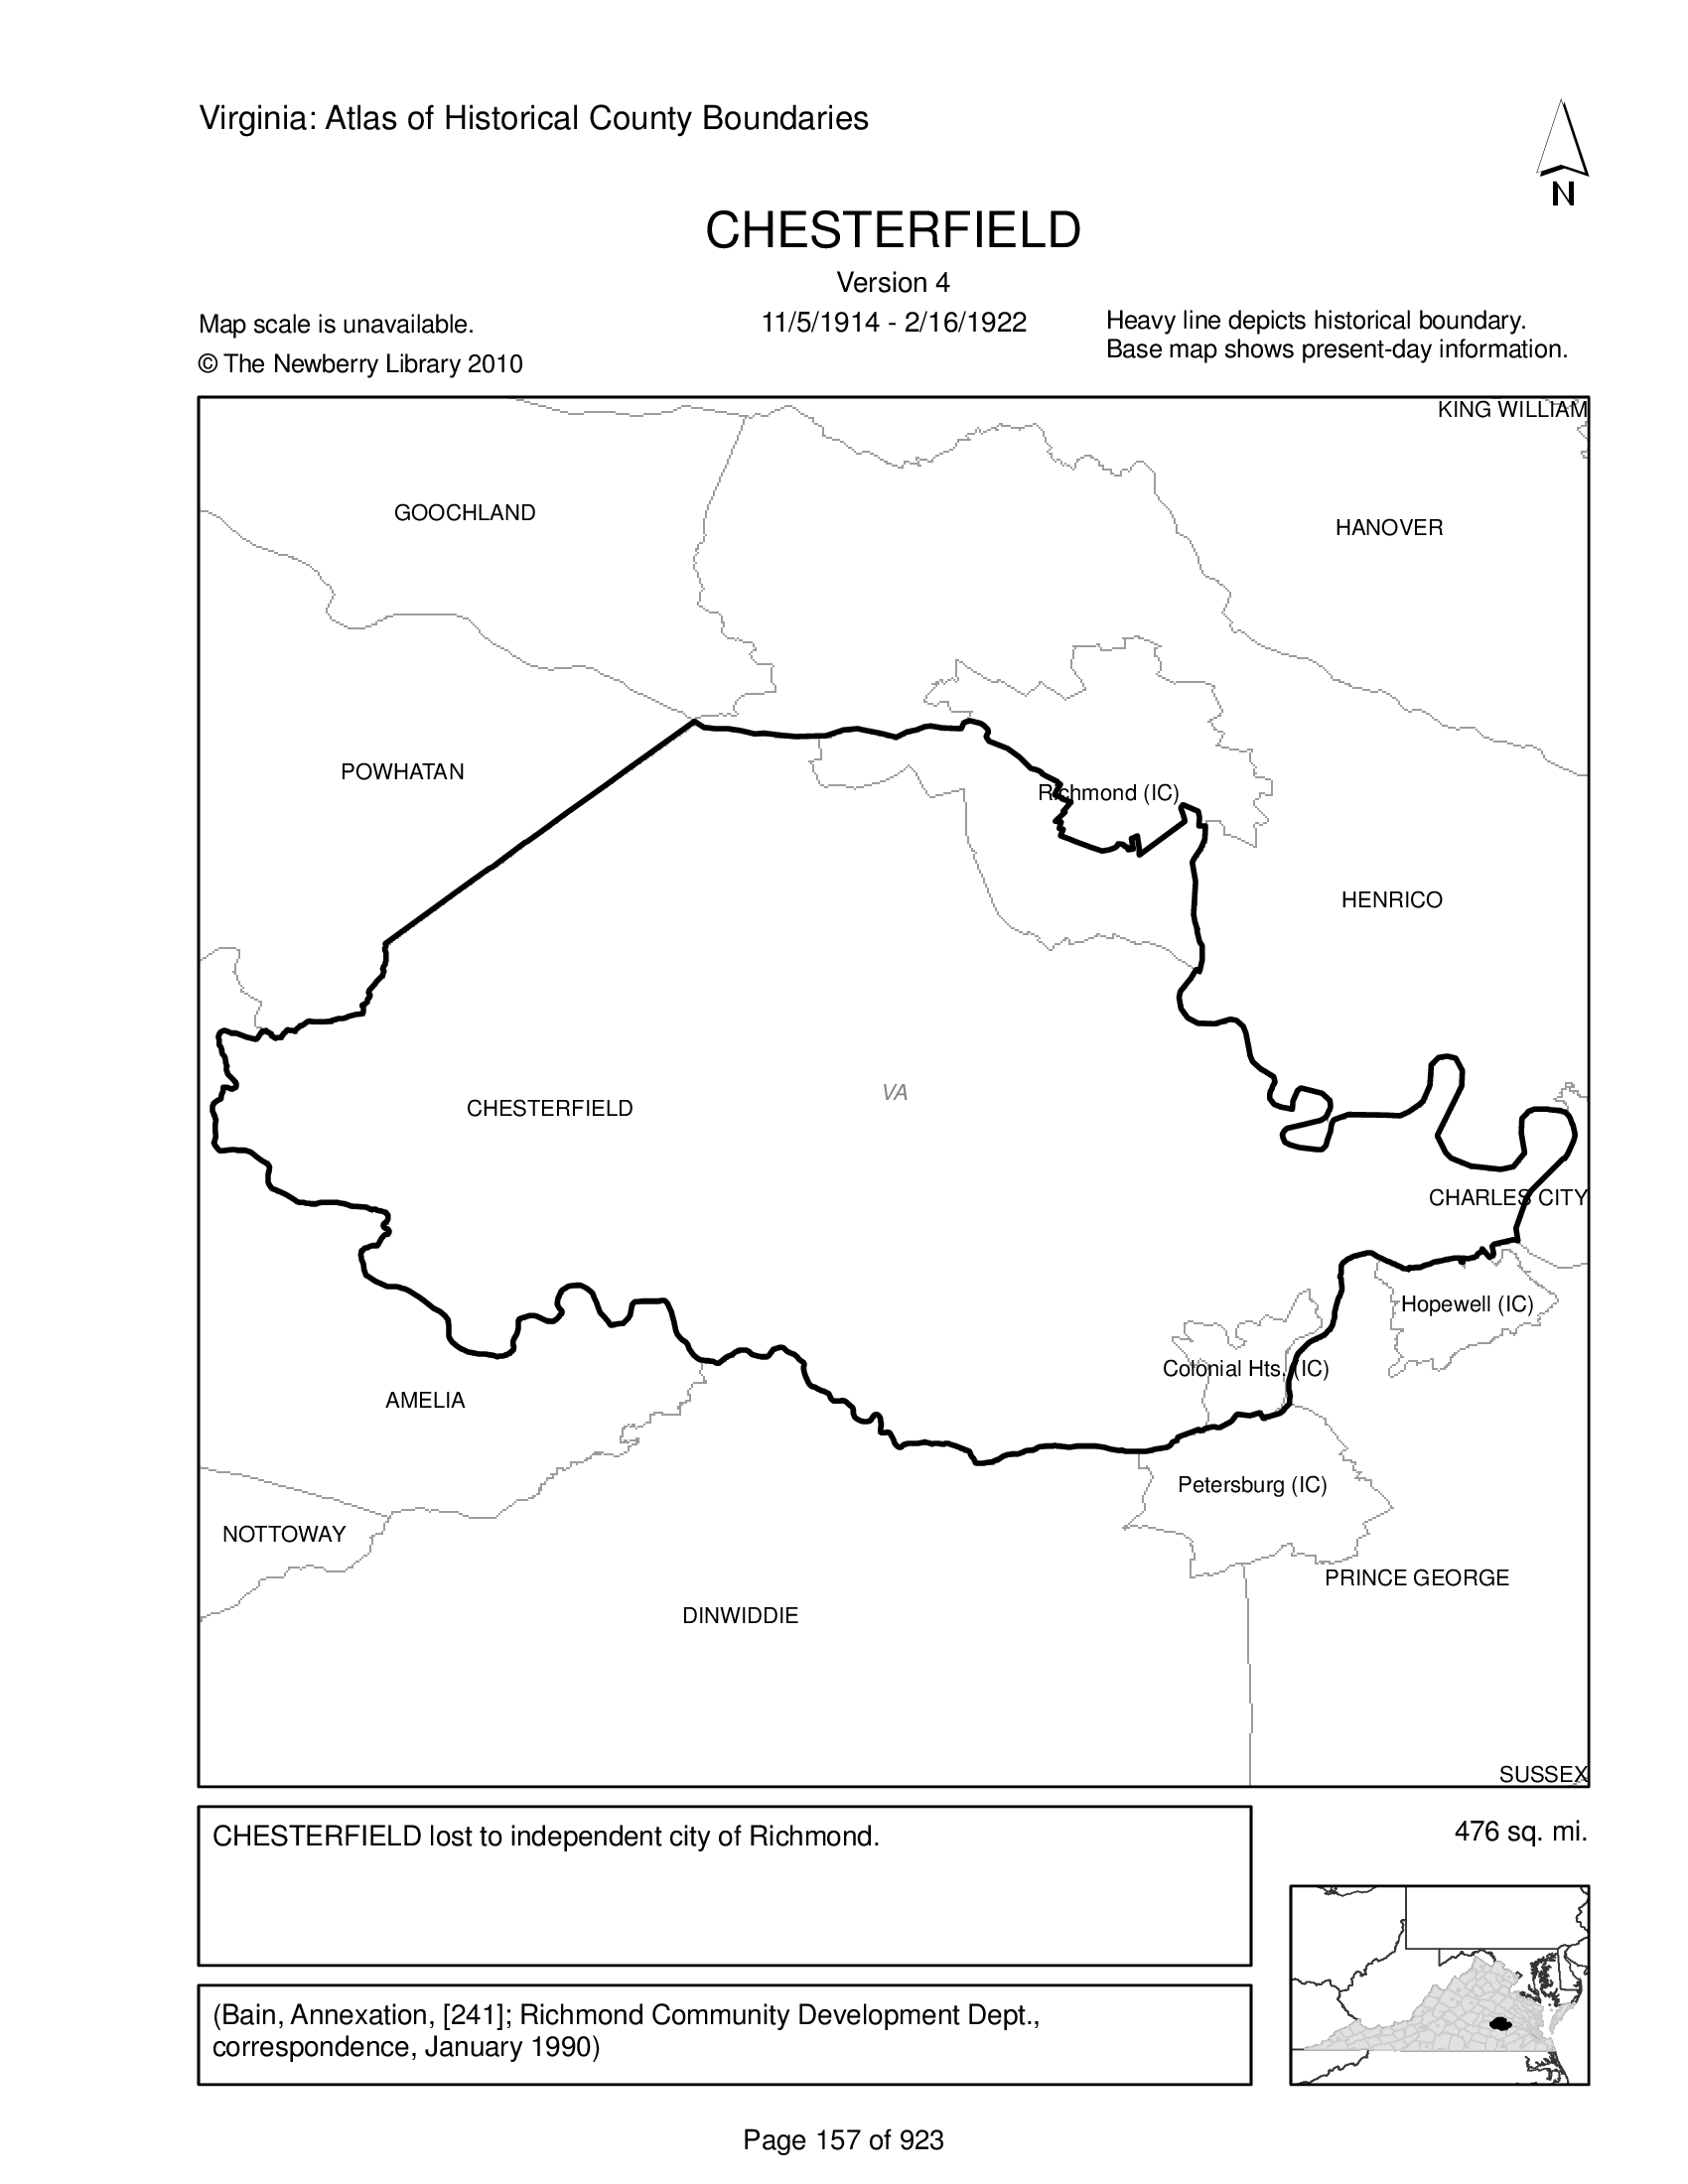 Virginia: Atlas of Historical County Boundaries
N
CHESTERFIELD
Version 4
Map scale is unavailable.
11/5/1914 - 2/16/1922
Heavy line depicts historical boundary.
Base map shows present-day information.
© The Newberry Library 2010
KING WILLIAM
GOOCHLAND
HANOVER
POWHATAN
Richmond (IC)
HENRICO
VA
CHESTERFIELD
CHARLES CITY
Hopewell (IC)
Colonial Hts. (IC)
AMELIA
Petersburg (IC)
NOTTOWAY
PRINCE GEORGE
DINWIDDIE
SUSSEX
CHESTERFIELD lost to independent city of Richmond.
476 sq. mi.
(Bain, Annexation, [241]; Richmond Community Development Dept.,
correspondence, January 1990)
Page 157 of 923